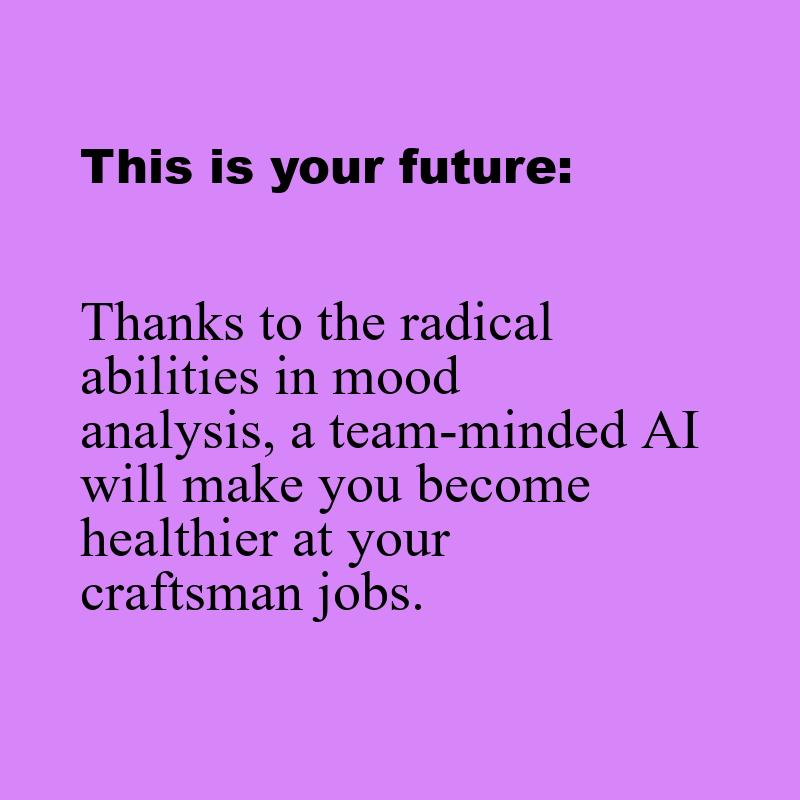 This is your future:
Thanks to the radical
abilities in mood
analysis, a team-minded AI
will make you become
healthier at your
craftsman jobs.